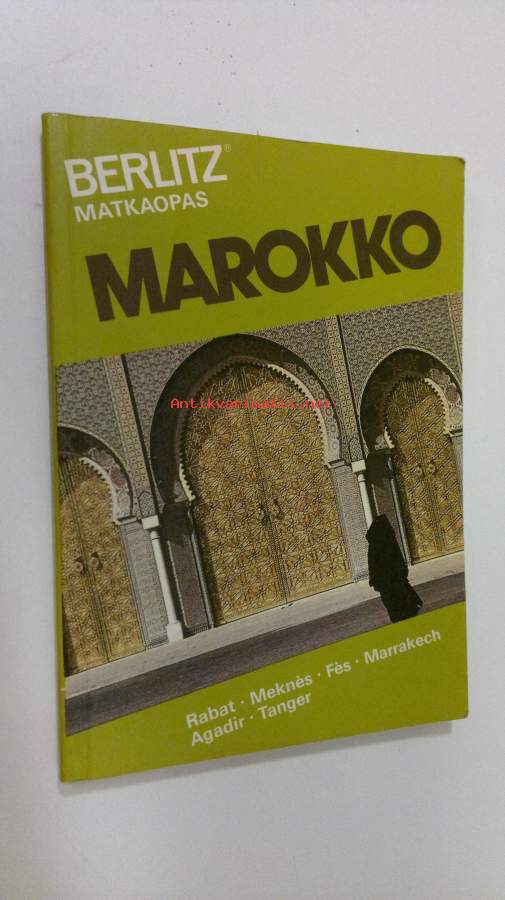 BERLITZ®
MATKAOPAS
MAROKKO
Antikvariaatti.net
Rabat · Meknès · Fès · Marrakech
Agadir · Tanger